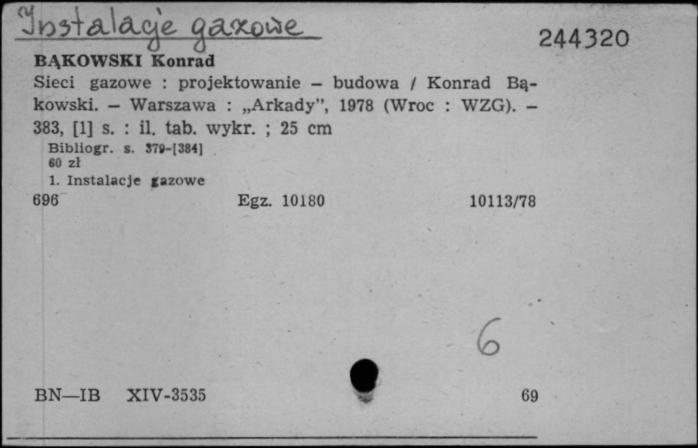 Instalacje gazowe
244320
BĄKOWSKI Konrad
Sieci gazowe : projektowanie – budowa / Konrad Bą-
kowski. – Warszawa : „Arkady”, 1978 (Wroc : WZG). –
383, [1] s. : il. tab. wykr. ; 25 cm
Bibliogr. s. 379-[384]
60 zł
1. Instalacje gazowe
696 Egz. 10180 10113/78
6
BN—IB XIV-3535 69